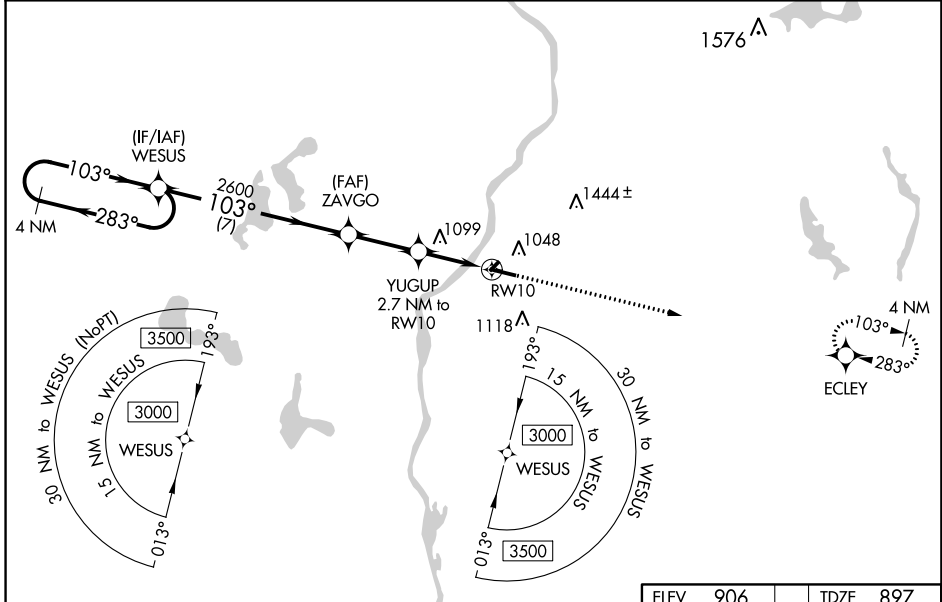 1576
(IF/IAF)
WESUS
103°
2600
103°
(7)
(FAF)
ZAVGO
1444±
4 NM
283°
1099
1048
YUGUP
2.7 NM to
RW10
RW10
1118
4 NM
103°
283°
ECLEY
30 NM to WESUS (NoPT)
3500
193°
15 NM to WESUS
3000
WESUS
013°
193°
15 NM to WESUS
30 NM to WESUS
3000
WESUS
013°
3500
ELEV 906
TDZE 897